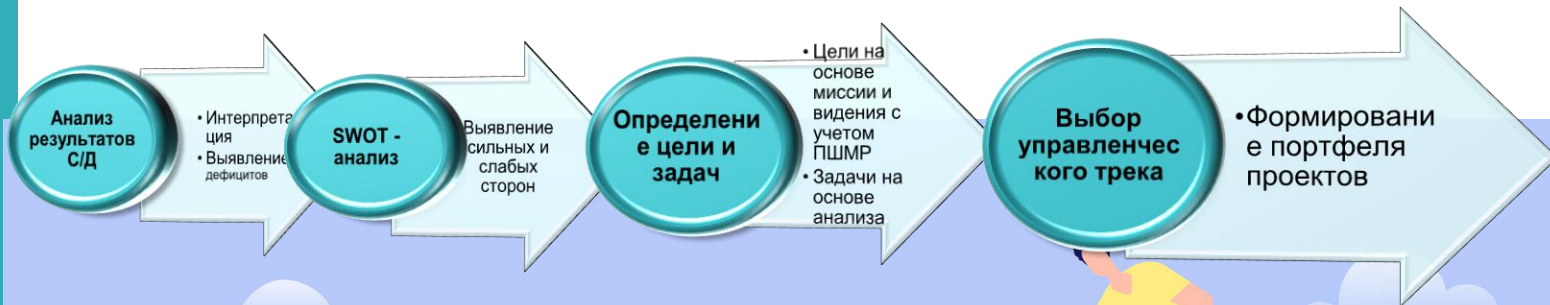 Анализ
результатов
С/Д
• Интерпрета
ция
• Выявление
дефицитов
SWOT -
анализ
Выявление
сильных и
слабых
сторон
Определени
е цели и
задач
• Цели на
основе
миссии и
видения с
учетом
ПШМР
• Задачи на
основе
анализа
Выбор
управленчес
кого трека
•Формировани
е портфеля
проектов